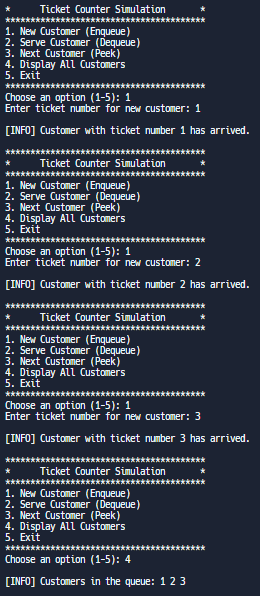 *      Ticket Counter Simulation       *
****************************************
1. New Customer (Enqueue)
2. Serve Customer (Dequeue)
3. Next Customer (Peek)
4. Display All Customers
5. Exit
****************************************
Choose an option (1-5): 1
Enter ticket number for new customer: 1

[INFO] Customer with ticket number 1 has arrived.

****************************************
*      Ticket Counter Simulation       *
****************************************
1. New Customer (Enqueue)
2. Serve Customer (Dequeue)
3. Next Customer (Peek)
4. Display All Customers
5. Exit
****************************************
Choose an option (1-5): 1
Enter ticket number for new customer: 2

[INFO] Customer with ticket number 2 has arrived.

****************************************
*      Ticket Counter Simulation       *
****************************************
1. New Customer (Enqueue)
2. Serve Customer (Dequeue)
3. Next Customer (Peek)
4. Display All Customers
5. Exit
****************************************
Choose an option (1-5): 1
Enter ticket number for new customer: 3

[INFO] Customer with ticket number 3 has arrived.

****************************************
*      Ticket Counter Simulation       *
****************************************
1. New Customer (Enqueue)
2. Serve Customer (Dequeue)
3. Next Customer (Peek)
4. Display All Customers
5. Exit
****************************************
Choose an option (1-5): 4

[INFO] Customers in the queue: 1 2 3